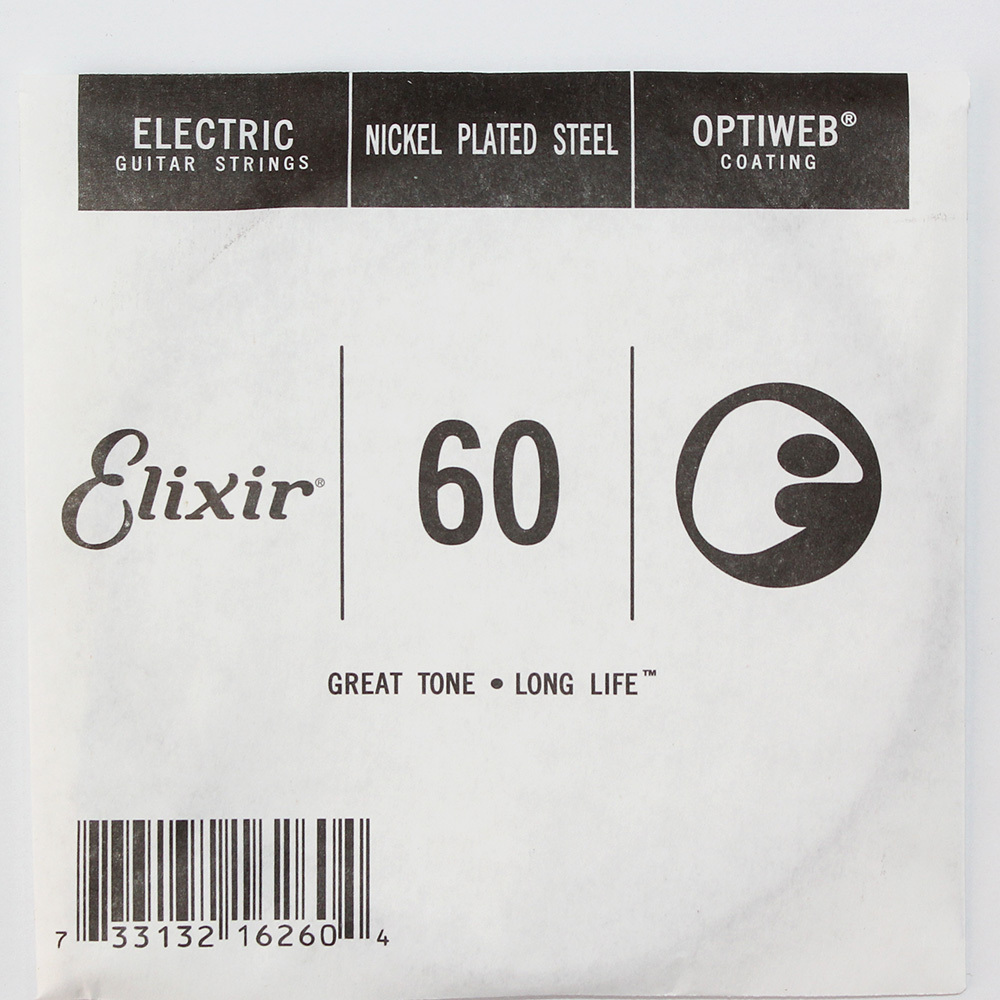 ELECTRIC
GUITAR STRINGS
NICKEL PLATED STEEL
OPTIWEB®
COATING
Elixir®
60
GREAT TONE • LONG LIFE™
7 33132 16260 4